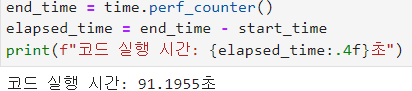 end_time = time.perf_counter()
elapsed_time = end_time - start_time
print(f"코드 실행 시간: {elapsed_time:.4f}초")
코드 실행 시간: 91.1955초